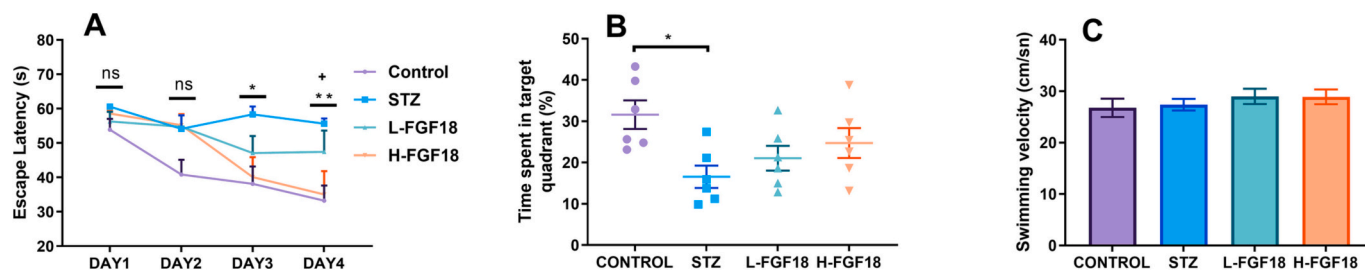 A
Escape Latency (s)
80
70
60
50
40
30
20
ns
ns
*
+
**
DAY1 DAY2 DAY3 DAY4
Control
STZ
L-FGF18
H-FGF18
B
Time spent in target
quadrant (%)
50
40
30
20
10
0
*
CONTROL STZ L-FGF18 H-FGF18
C
Swimming velocity (cm/sn)
40
30
20
10
0
CONTROL STZ L-FGF18 H-FGF18